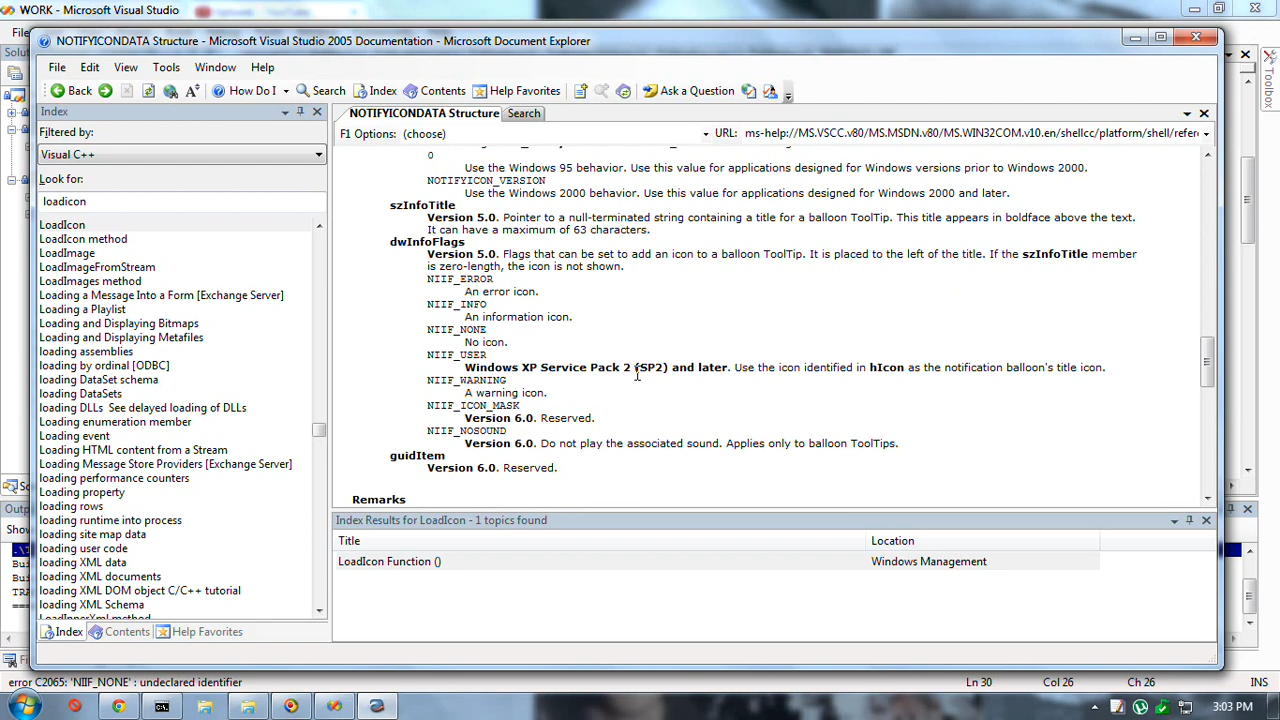 WORK - Microsoft Visual Studio
NOTIFYICONDATA Structure - Microsoft Visual Studio 2005 Documentation - Microsoft Document Explorer
File Edit View Tools Window Help
Back How Do I Search Index Contents Help Favorites Ask a Question
Index
Filtered by:
Visual C++
Look for:
loadicon
LoadIcon
LoadIcon method
LoadImage
LoadImageFromStream
LoadImages method
Loading a Message Into a Form [Exchange Server]
Loading a Playlist
Loading and Displaying Bitmaps
Loading and Displaying Metafiles
loading assemblies
loading by ordinal [ODBC]
loading DataSet schema
loading DataSets
loading DLLs See delayed loading of DLLs
Loading enumeration member
Loading event
Loading HTML content from a Stream
Loading Message Store Providers [Exchange Server]
loading performance counters
Loading property
loading rows
loading runtime into process
loading site map data
loading user code
loading XML data
loading XML documents
loading XML DOM object C/C++ tutorial
loading XML Schema
LoadInnerXml method
Index Contents Help Favorites
NOTIFYICONDATA Structure Search
F1 Options: (choose) URL: ms-help://MS.VSCC.v80/MS.MSDN.v80/MS.WIN32COM.v10.en/shellcc/platform/shell/refere
0
Use the Windows 95 behavior. Use this value for applications designed for Windows versions prior to Windows 2000.
NOTIFYICON_VERSION
Use the Windows 2000 behavior. Use this value for applications designed for Windows 2000 and later.
szInfoTitle
Version 5.0. Pointer to a null-terminated string containing a title for a balloon ToolTip. This title appears in boldface above the text.
It can have a maximum of 63 characters.
dwInfoFlags
Version 5.0. Flags that can be set to add an icon to a balloon ToolTip. It is placed to the left of the title. If the szInfoTitle member
is zero-length, the icon is not shown.
NIIF_ERROR
An error icon.
NIIF_INFO
An information icon.
NIIF_NONE
No icon.
NIIF_USER
Windows XP Service Pack 2 (SP2) and later. Use the icon identified in hIcon as the notification balloon's title icon.
NIIF_WARNING
A warning icon.
NIIF_ICON_MASK
Version 6.0. Reserved.
NIIF_NOSOUND
Version 6.0. Do not play the associated sound. Applies only to balloon ToolTips.
guidItem
Version 6.0. Reserved.
Remarks
Index Results for LoadIcon - 1 topics found
Title Location
LoadIcon Function () Windows Management
Toolbox
error C2065: 'NIIF_NONE' : undeclared identifier Ln 30 Col 26 Ch 26 INS
3:03 PM